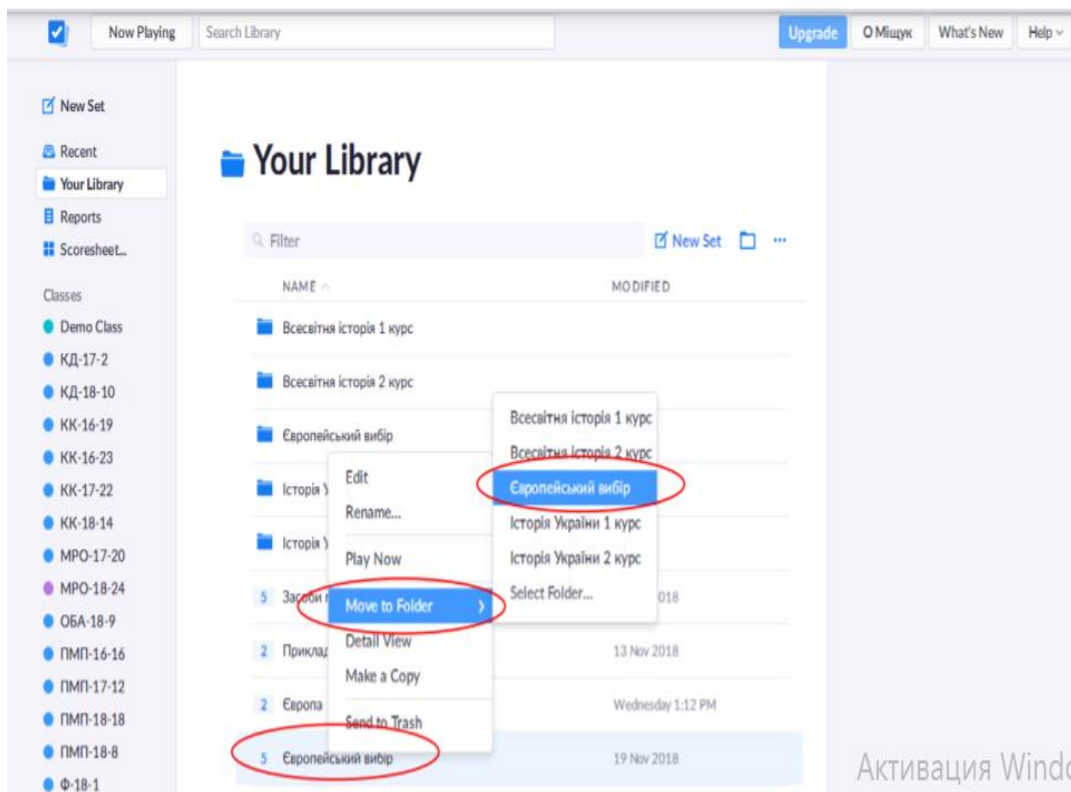 Now Playing
Search Library
Upgrade
О Міщук
What's New
Help
New Set
Recent
Your Library
Reports
Scoresheet...
Classes
Demo Class
КД-17-2
КД-18-10
КК-16-19
КК-16-23
КК-17-22
КК-18-14
МРО-17-20
МРО-18-24
ОБА-18-9
ПМП-16-16
ПМП-17-12
ПМП-18-18
ПМП-18-8
Ф-18-1
Your Library
Filter
New Set
NAME
MODIFIED
Всесвітня історія 1 курс
Всесвітня історія 2 курс
Європейський вибір
Історія У
Історія У
5 Засоби 018
2 Приклад 13 Nov 2018
2 Європа Wednesday 1:12 PM
5 Європейський вибір 19 Nov 2018
Edit
Rename...
Play Now
Move to Folder
Detail View
Make a Copy
Send to Trash
Всесвітня історія 1 курс
Всесвітня історія 2 курс
Європейський вибір
Історія України 1 курс
Історія України 2 курс
Select Folder...
Активация Windo